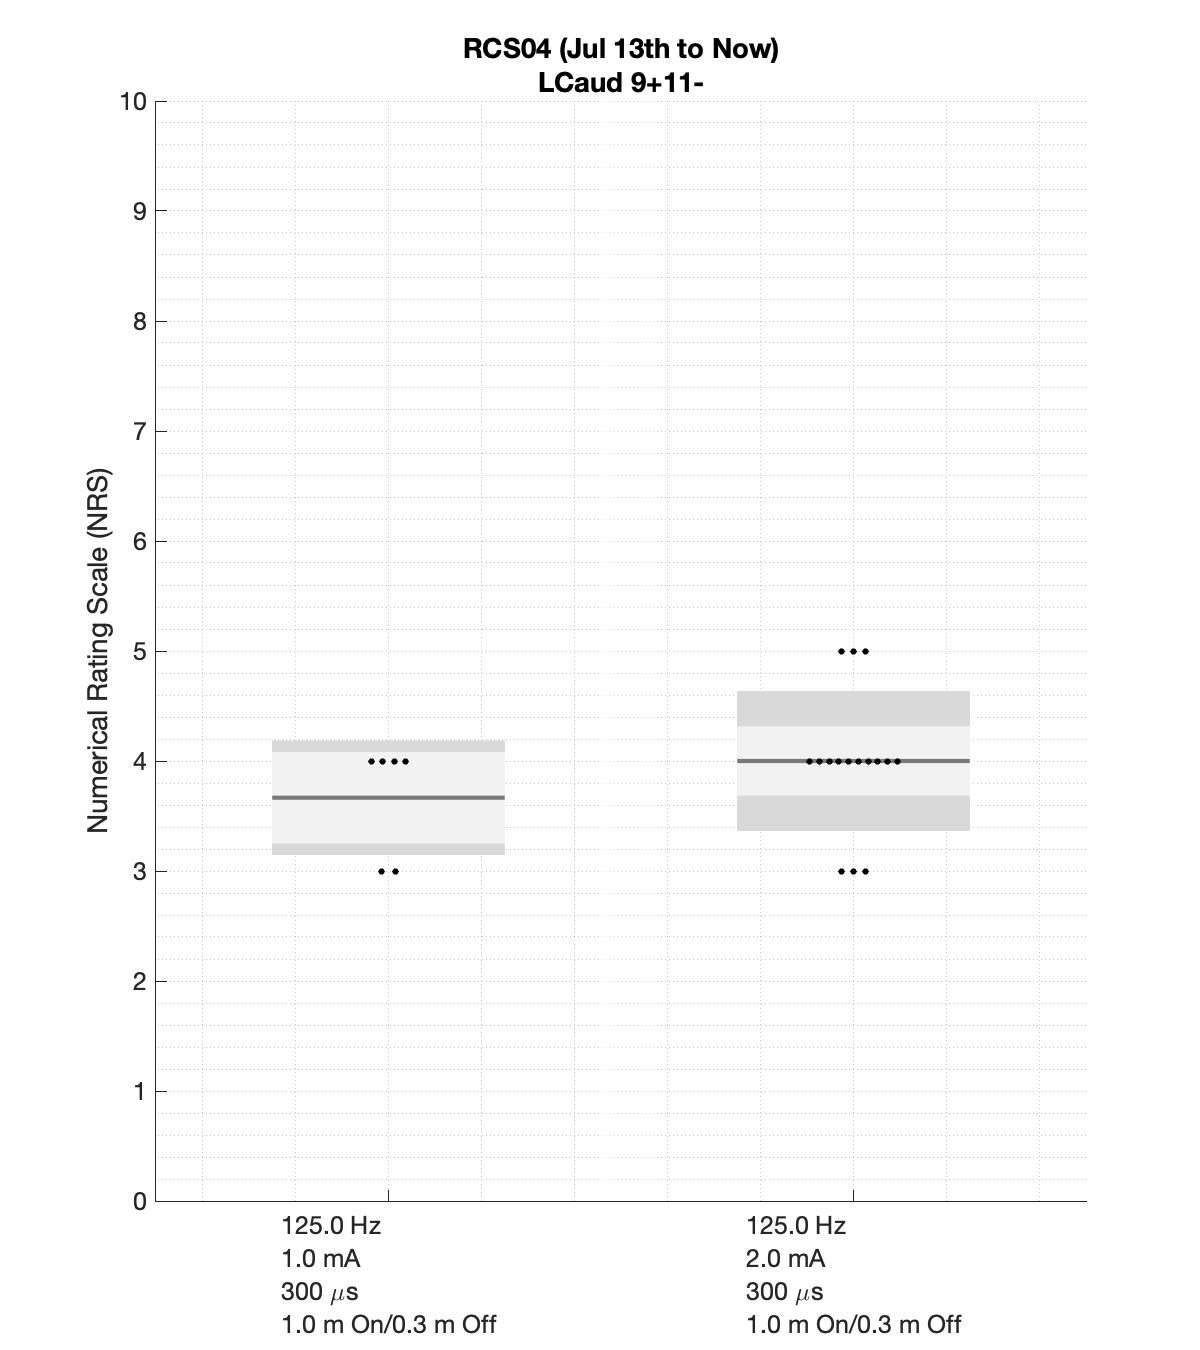 RCS04 (Jul 13th to Now)
LCaud 9+11-
10
9
8
7
6
5
4
3
2
1
0
Numerical Rating Scale (NRS)
125.0 Hz
1.0 mA
300 μs
1.0 m On/0.3 m Off
125.0 Hz
2.0 mA
300 μs
1.0 m On/0.3 m Off